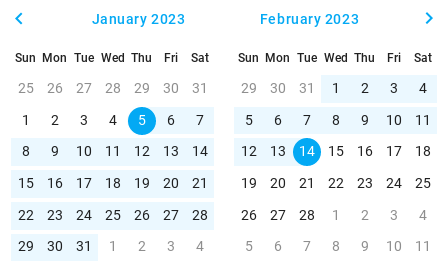 January 2023
Sun Mon Tue Wed Thu Fri Sat
25 26 27 28 29 30 31
1 2 3 4 5 6 7
8 9 10 11 12 13 14
15 16 17 18 19 20 21
22 23 24 25 26 27 28
29 30 31 1 2 3 4
February 2023
Sun Mon Tue Wed Thu Fri Sat
29 30 31 1 2 3 4
5 6 7 8 9 10 11
12 13 14 15 16 17 18
19 20 21 22 23 24 25
26 27 28 1 2 3 4
5 6 7 8 9 10 11